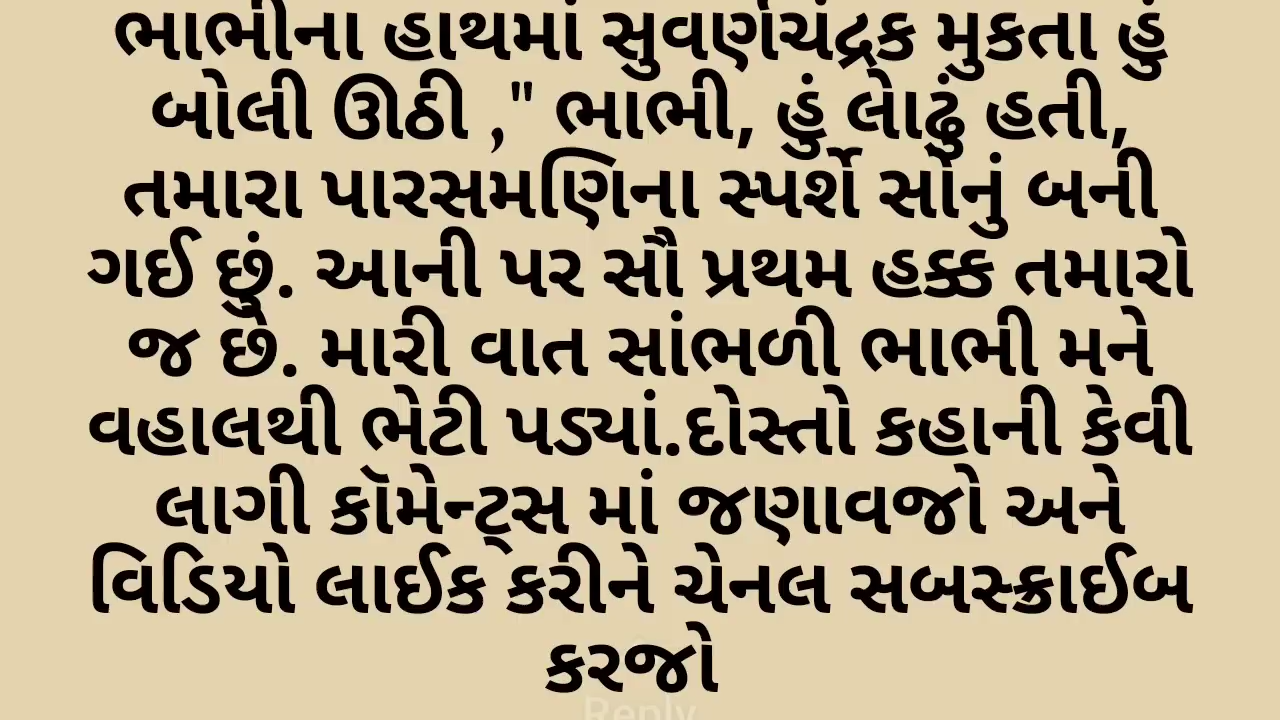 ભાભીના હાથમાં સુવર્ણચંદ્રક મુકતા હું
બોલી ઊઠી ," ભાભી, હું લોઢું હતી,
તમારા પારસમણિના સ્પર્શે સોનું બની
ગઈ છું. આની પર સૌ પ્રથમ હક્ક તમારો
જ છે. મારી વાત સાંભળી ભાભી મને
વહાલથી ભેટી પડ્યાં.દોસ્તો કહાની કેવી
લાગી કૉમેન્ટ્સ માં જણાવજો અને
વિડિયો લાઈક કરીને ચેનલ સબસ્ક્રાઈબ
કરજો
Reply